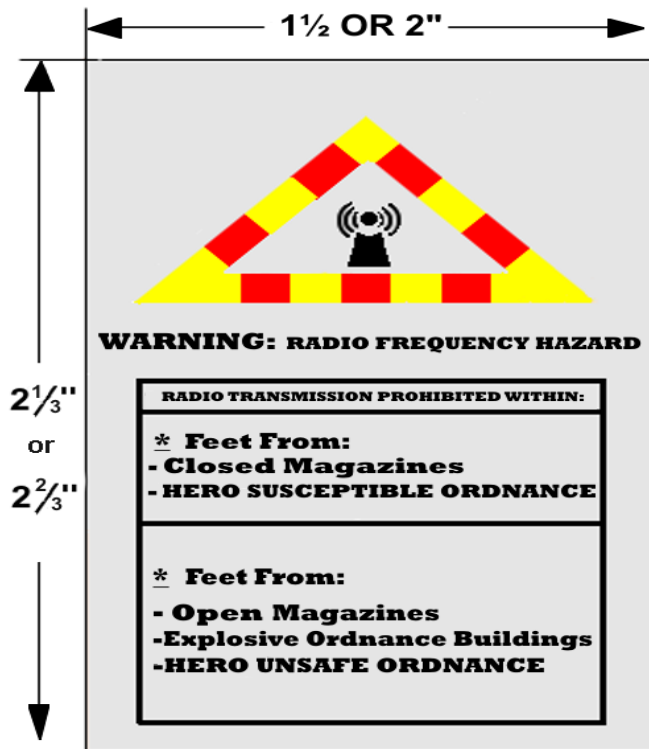 1½ OR 2"
2⅓"
or
2⅔"
WARNING: RADIO FREQUENCY HAZARD
RADIO TRANSMISSION PROHIBITED WITHIN:
* Feet From:
- Closed Magazines
- HERO SUSCEPTIBLE ORDNANCE
* Feet From:
- Open Magazines
-Explosive Ordnance Buildings
-HERO UNSAFE ORDNANCE